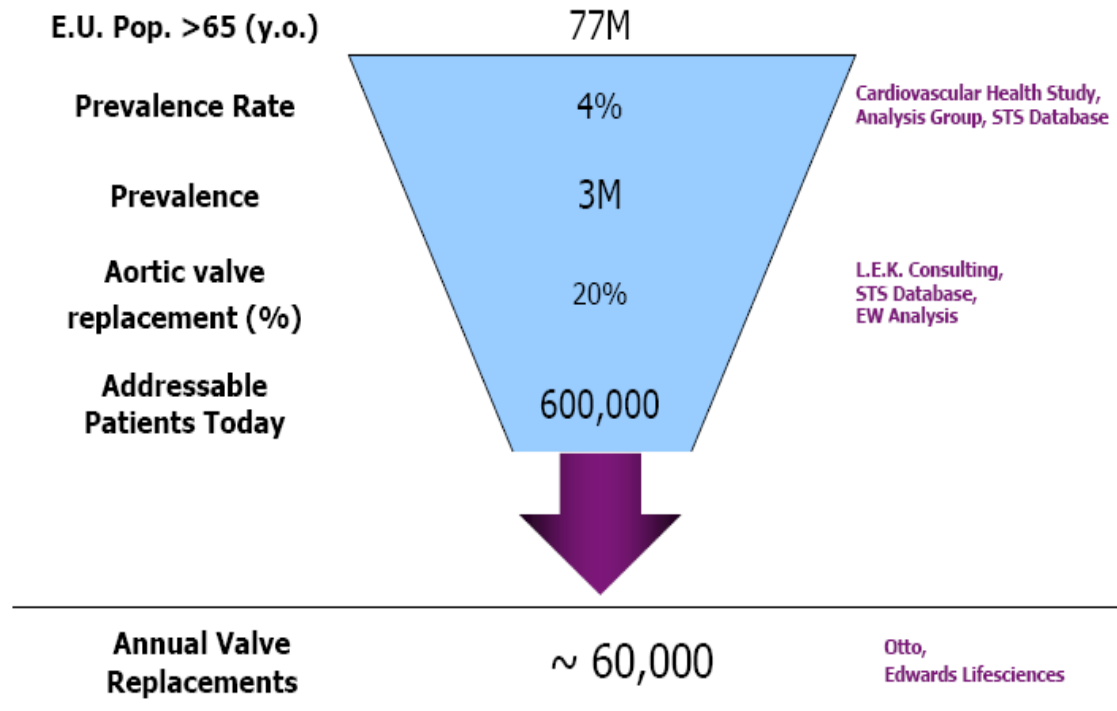 E.U. Pop. >65 (y.o.) 77M
Prevalence Rate 4% Cardiovascular Health Study,
Analysis Group, STS Database
Prevalence 3M
Aortic valve
replacement (%) 20% L.E.K. Consulting,
STS Database,
EW Analysis
Addressable
Patients Today 600,000
Annual Valve
Replacements ~ 60,000 Otto,
Edwards Lifesciences